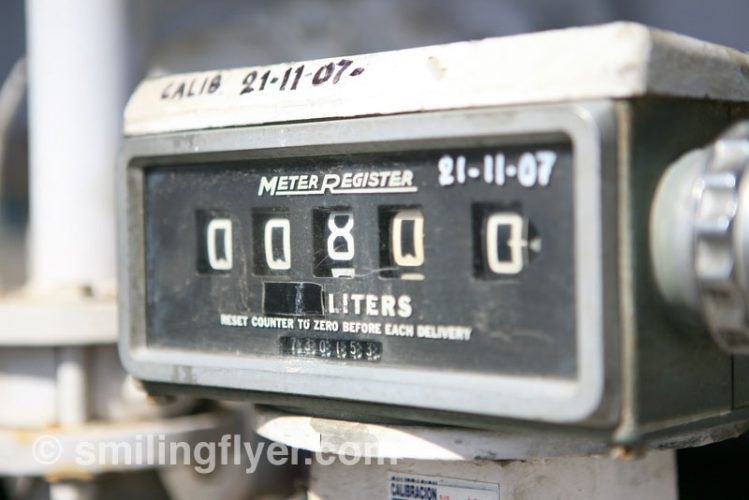 CALIB 21-11-07-
METER REGISTER 21-11-07
0 0 8 0 0
LITERS
RESET COUNTER TO ZERO BEFORE EACH DELIVERY
© smilingflyer.com
CALIBRACION